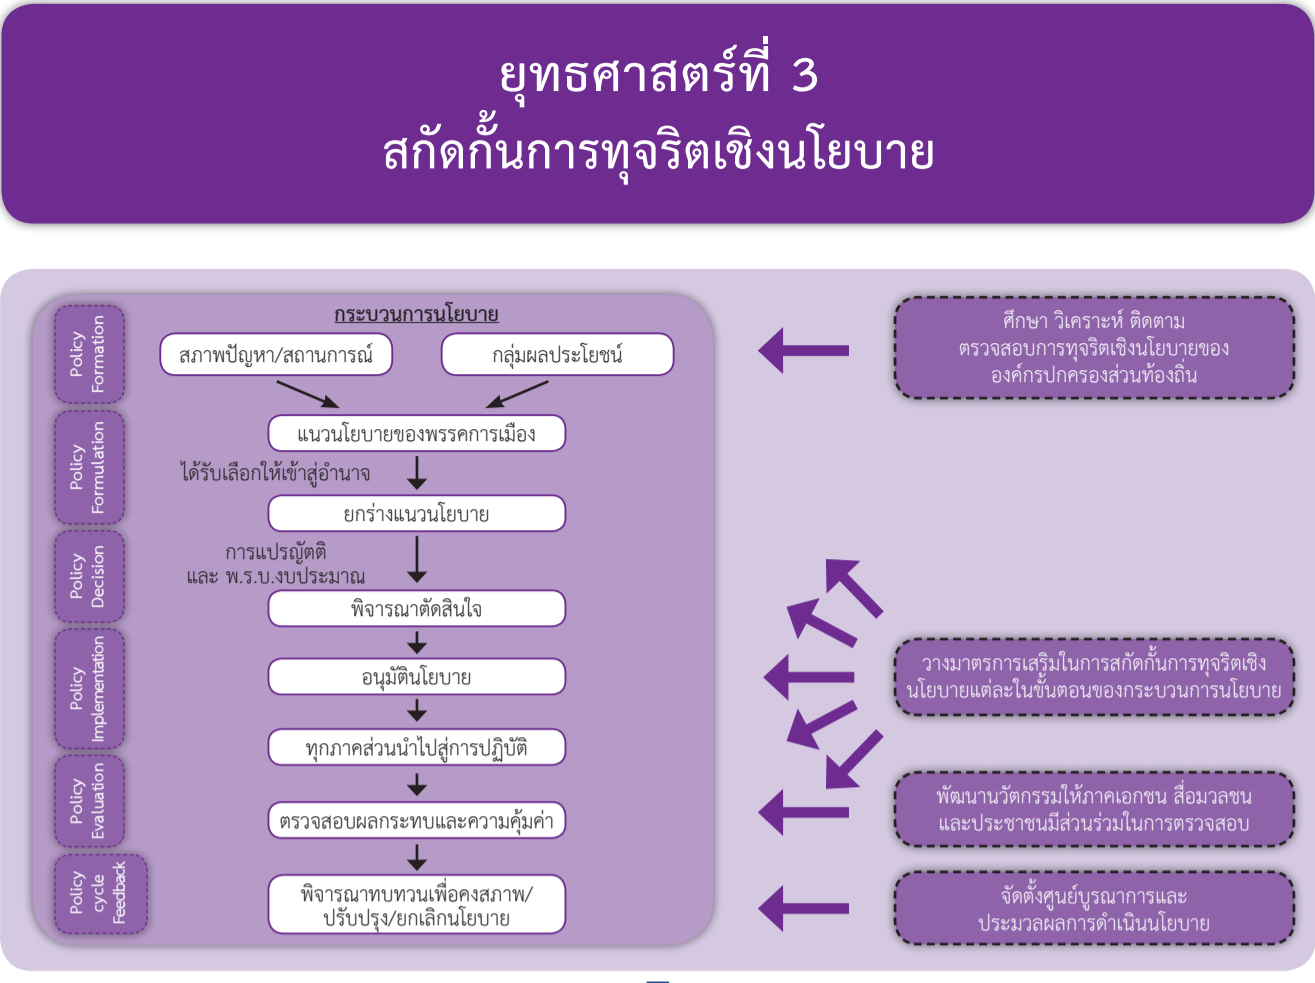 ยุทธศาสตร์ที่ 3
สกัดกั้นการทุจริตเชิงนโยบาย
กระบวนการนโยบาย
Policy
Formation
สภาพปัญหา/สถานการณ์
กลุ่มผลประโยชน์
Policy
Formulation
แนวนโยบายของพรรคการเมือง
ได้รับเลือกให้เข้าสู่อำนาจ
ยกร่างแนวนโยบาย
Policy
Decision
การแปรญัตติ
และ พ.ร.บ.งบประมาณ
พิจารณาตัดสินใจ
Policy
Implementation
อนุมัตินโยบาย
ทุกภาคส่วนนำไปสู่การปฏิบัติ
Policy
Evaluation
ตรวจสอบผลกระทบและความคุ้มค่า
Policy
cycle
Feedback
พิจารณาทบทวนเพื่อคงสภาพ/
ปรับปรุง/ยกเลิกนโยบาย
ศึกษา วิเคราะห์ ติดตาม
ตรวจสอบการทุจริตเชิงนโยบายของ
องค์กรปกครองส่วนท้องถิ่น
วางมาตรการเสริมในการสกัดกั้นการทุจริตเชิง
นโยบายแต่ละในขั้นตอนของกระบวนการนโยบาย
พัฒนานวัตกรรมให้ภาคเอกชน สื่อมวลชน
และประชาชนมีส่วนร่วมในการตรวจสอบ
จัดตั้งศูนย์บูรณาการและ
ประมวลผลการดำเนินนโยบาย